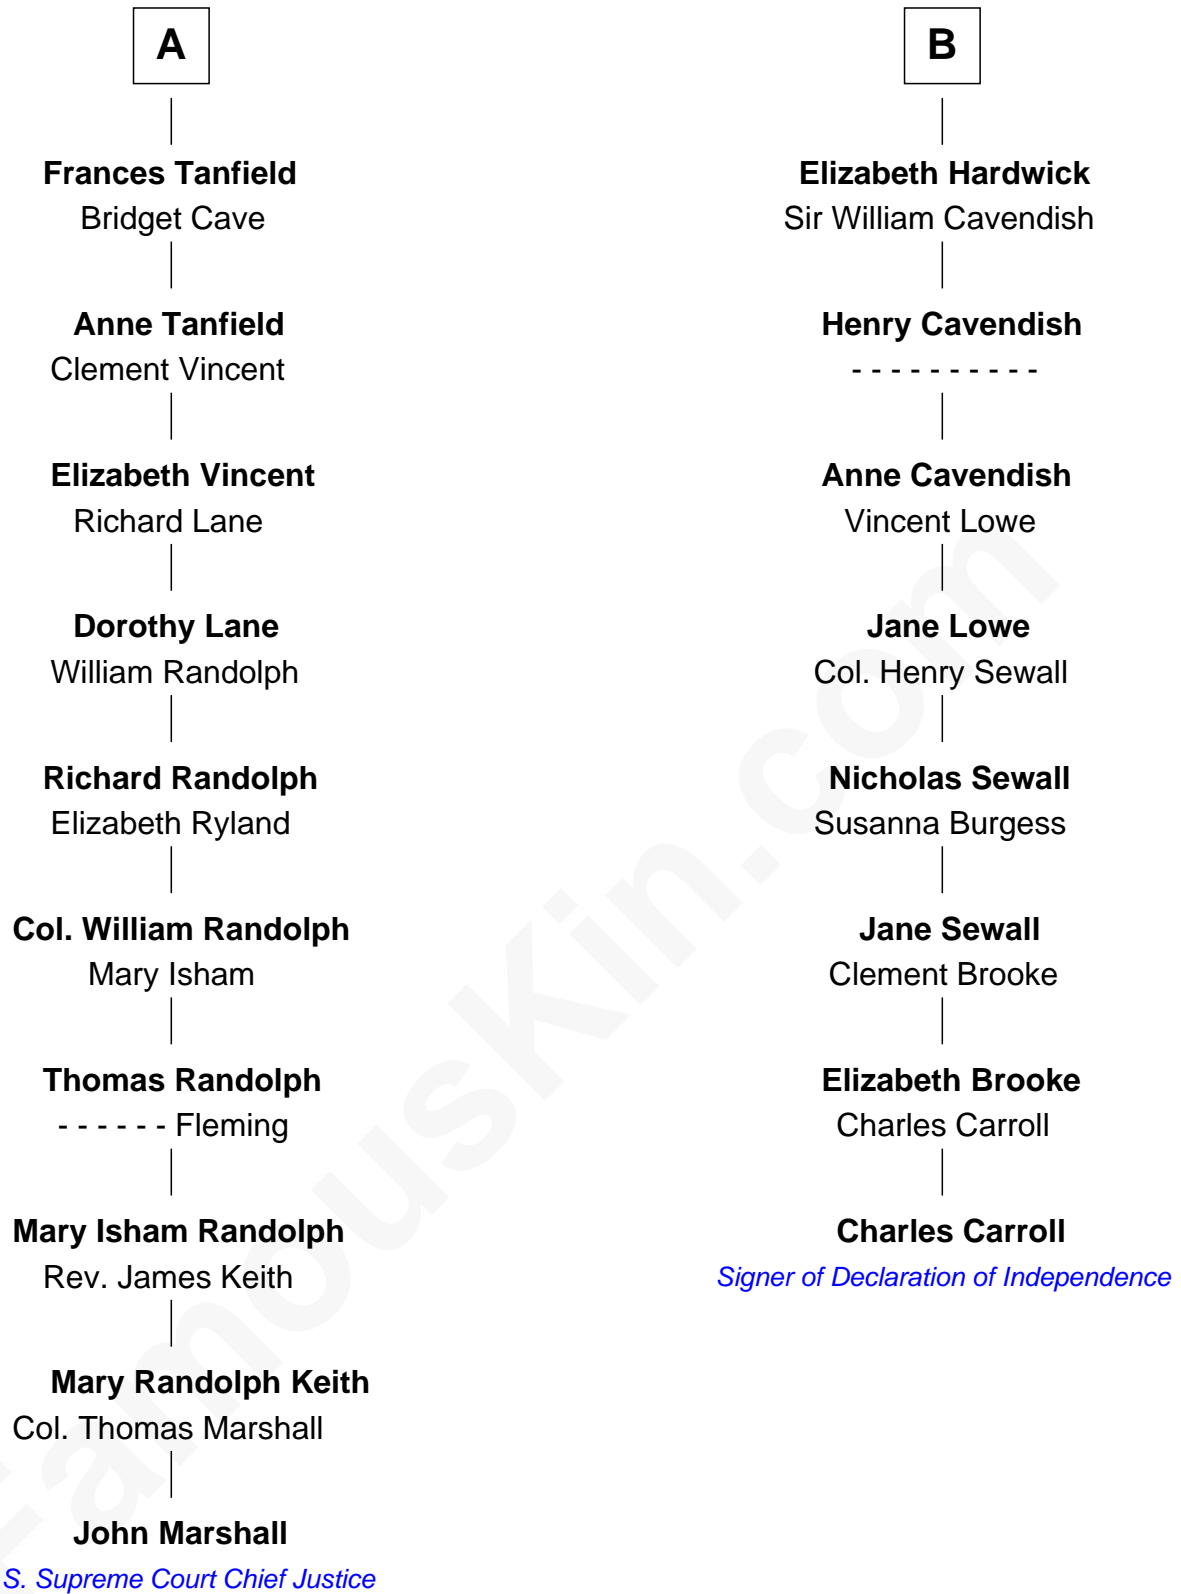 A
Frances Tanfield
Bridget Cave
Anne Tanfield
Clement Vincent
Elizabeth Vincent
Richard Lane
Dorothy Lane
William Randolph
Richard Randolph
Elizabeth Ryland
Col. William Randolph
Mary Isham
Thomas Randolph
- - - - - - Fleming
Mary Isham Randolph
Rev. James Keith
Mary Randolph Keith
Col. Thomas Marshall
John Marshall
S. Supreme Court Chief Justice
B
Elizabeth Hardwick
Sir William Cavendish
Henry Cavendish
- - - - - - - - - -
Anne Cavendish
Vincent Lowe
Jane Lowe
Col. Henry Sewall
Nicholas Sewall
Susanna Burgess
Jane Sewall
Clement Brooke
Elizabeth Brooke
Charles Carroll
Charles Carroll
Signer of Declaration of Independence
FamousKin.com